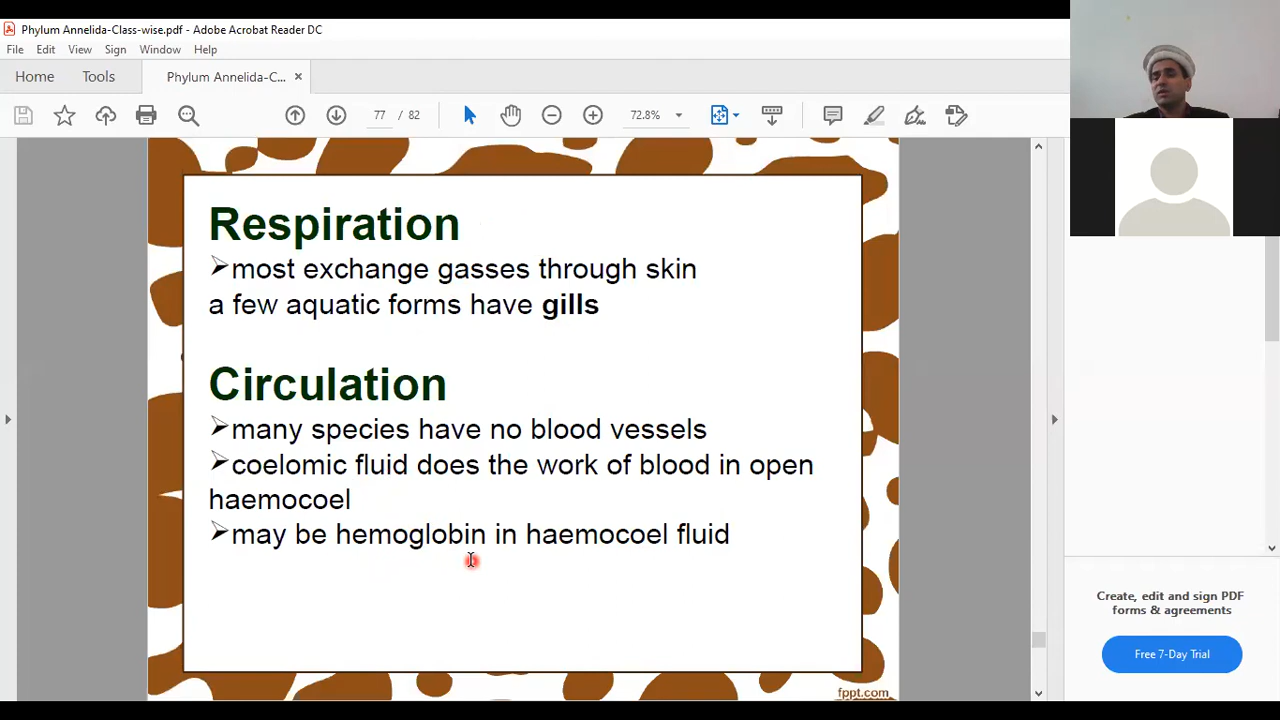 Phylum Annelida-Class-wise.pdf - Adobe Acrobat Reader DC
File Edit View Sign Window Help
Home Tools Phylum Annelida-C... ×
77 / 82 72.8%
Respiration
➢most exchange gasses through skin
a few aquatic forms have gills
Circulation
➢many species have no blood vessels
➢coelomic fluid does the work of blood in open
haemocoel
➢may be hemoglobin in haemocoel fluid
fppt.com
Create, edit and sign PDF
forms & agreements
Free 7-Day Trial